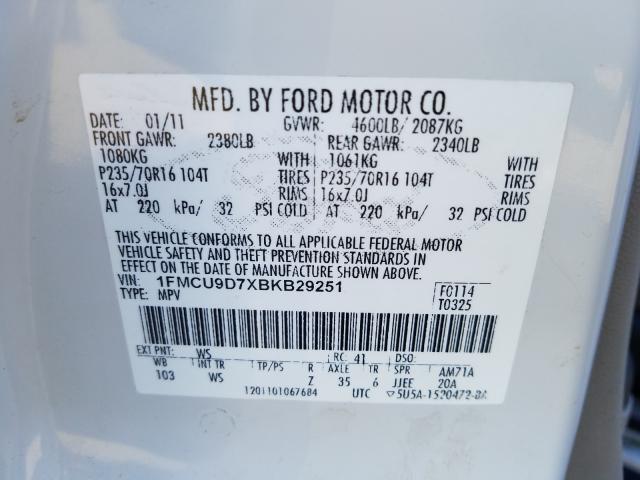 MFD. BY FORD MOTOR CO.
DATE: 01/11 GVWR: 4600LB/ 2087KG
FRONT GAWR: 2380LB REAR GAWR: 2340LB
1080KG WITH 1061KG WITH
P235/70R16 104T TIRES P235/70R16 104T TIRES
16x7.0J RIMS 16x7.0J RIMS
AT 220 kPa/ 32 PSI COLD AT 220 kPa/ 32 PSI COLD
THIS VEHICLE CONFORMS TO ALL APPLICABLE FEDERAL MOTOR
VEHICLE SAFETY AND THEFT PREVENTION STANDARDS IN
EFFECT ON THE DATE OF MANUFACTURE SHOWN ABOVE.
VIN: 1FMCU9D7XBKB29251 F0114
TYPE: MPV T0325
EXT PNT: WS RC: 41 DSO:
WB INT TR TP/PS R AXLE TR SPR AM71A
103 WS Z 35 6 JJEE 20A
1201101067684 UTC ▽5U5A-1520472-BA